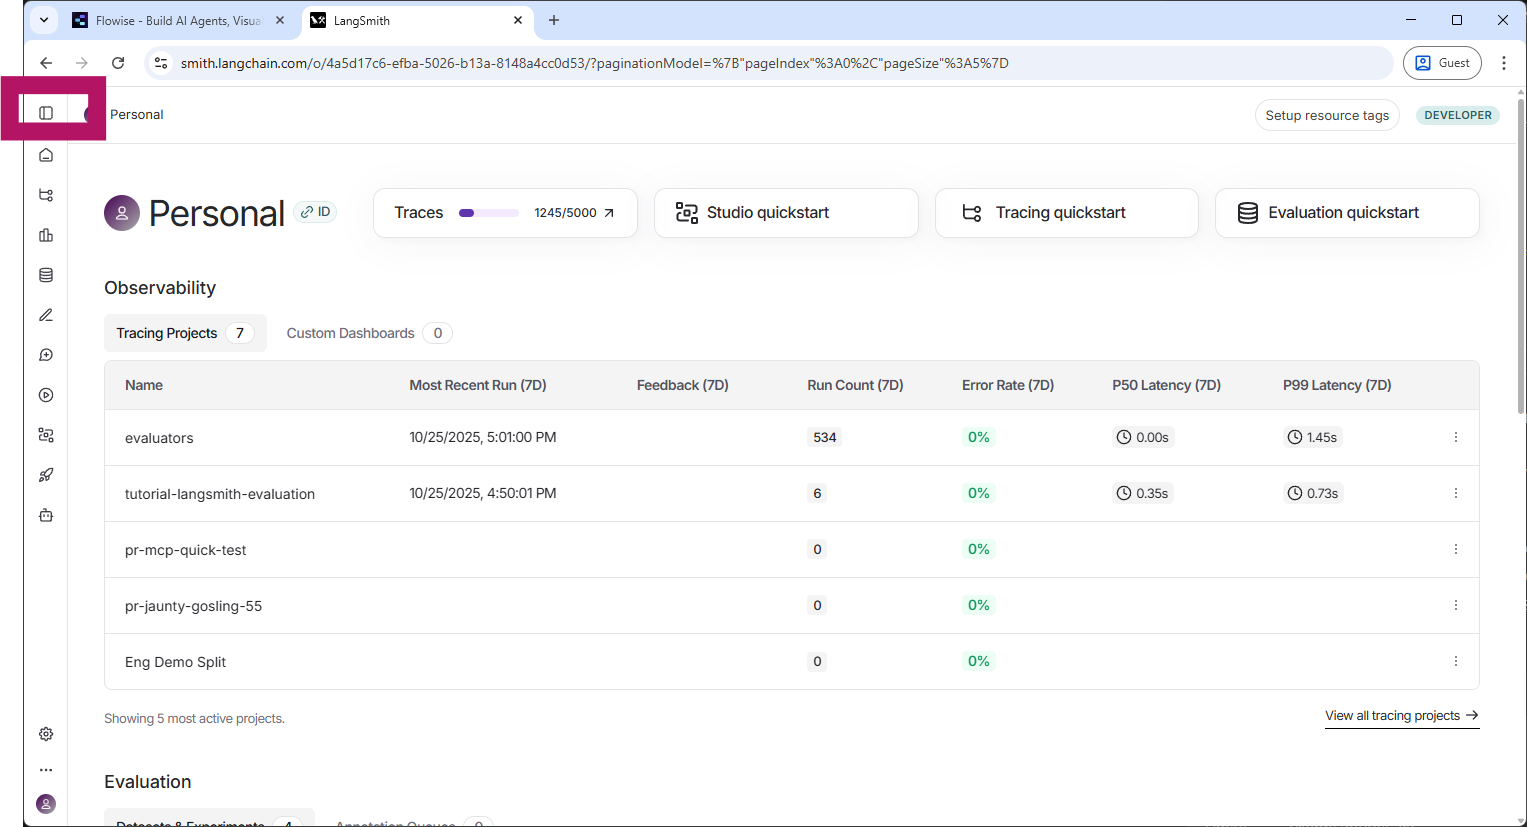 Flowise - Build AI Agents, Visua
LangSmith
smith.langchain.com/o/4a5d17c6-efba-5026-b13a-8148a4cc0d53/?paginationModel=%7B"pageIndex"%3A0%2C"pageSize"%3A5%7D
Guest
Personal
Setup resource tags
DEVELOPER
Personal
ID
Traces 1245/5000
Studio quickstart
Tracing quickstart
Evaluation quickstart
Observability
Tracing Projects 7 Custom Dashboards 0
Name Most Recent Run (7D) Feedback (7D) Run Count (7D) Error Rate (7D) P50 Latency (7D) P99 Latency (7D)
evaluators 10/25/2025, 5:01:00 PM 534 0% 0.00s 1.45s
tutorial-langsmith-evaluation 10/25/2025, 4:50:01 PM 6 0% 0.35s 0.73s
pr-mcp-quick-test 0 0%
pr-jaunty-gosling-55 0 0%
Eng Demo Split 0 0%
Showing 5 most active projects.
View all tracing projects
Evaluation
Datasets & Experiments 4 Annotation Queues 0